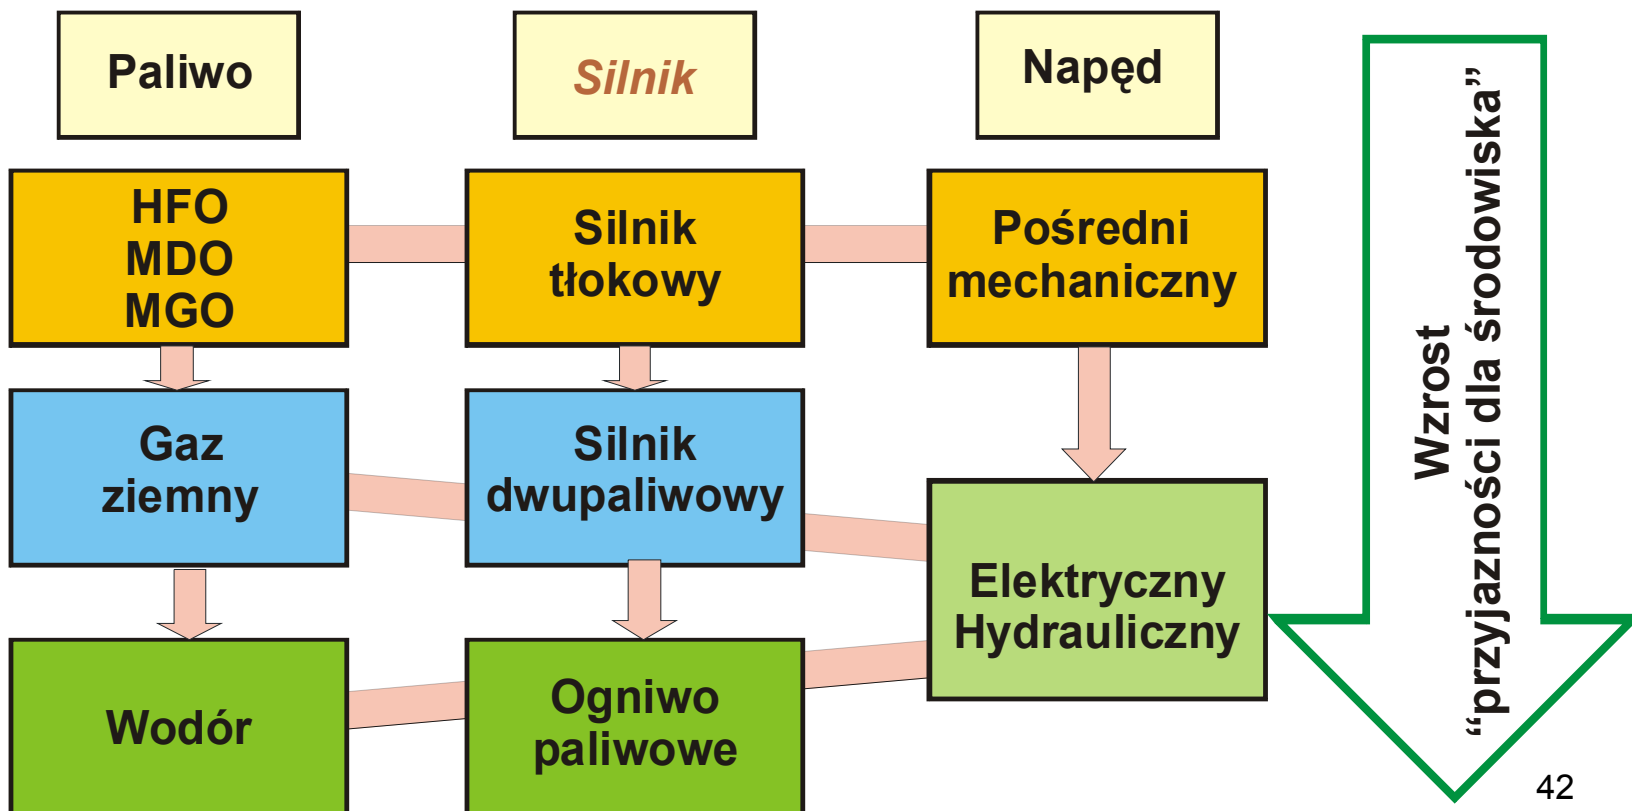 Paliwo
Silnik
Napęd
HFO
MDO
MGO
Silnik
tłokowy
Pośredni
mechaniczny
Gaz
ziemny
Silnik
dwupaliwowy
Elektryczny
Hydrauliczny
Wodór
Ogniwo
paliwowe
Wzrost
“przyjazności dla środowiska”
42